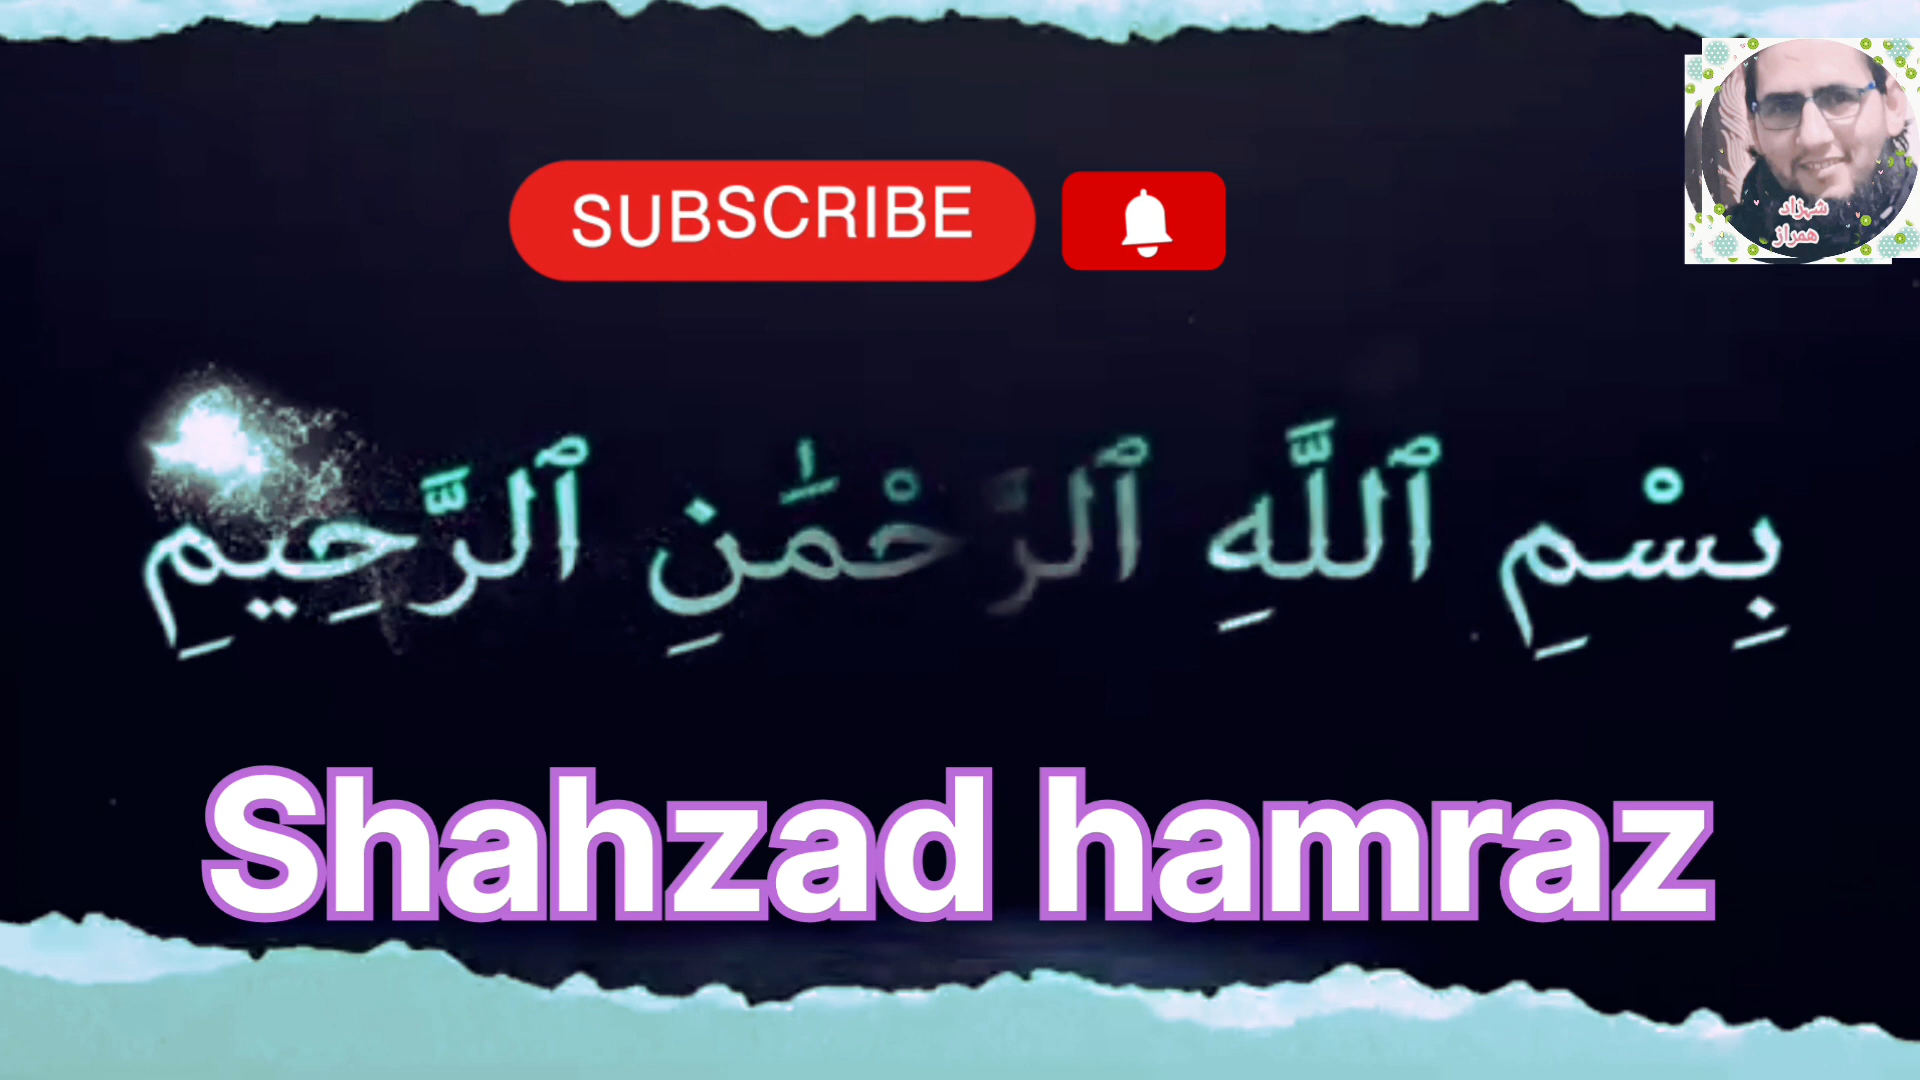 SUBSCRIBE
شہزاد
ہمراز
بِسْمِ ٱللَّهِ ٱلرَّحْمَٰنِ ٱلرَّحِيمِ
Shahzad hamraz